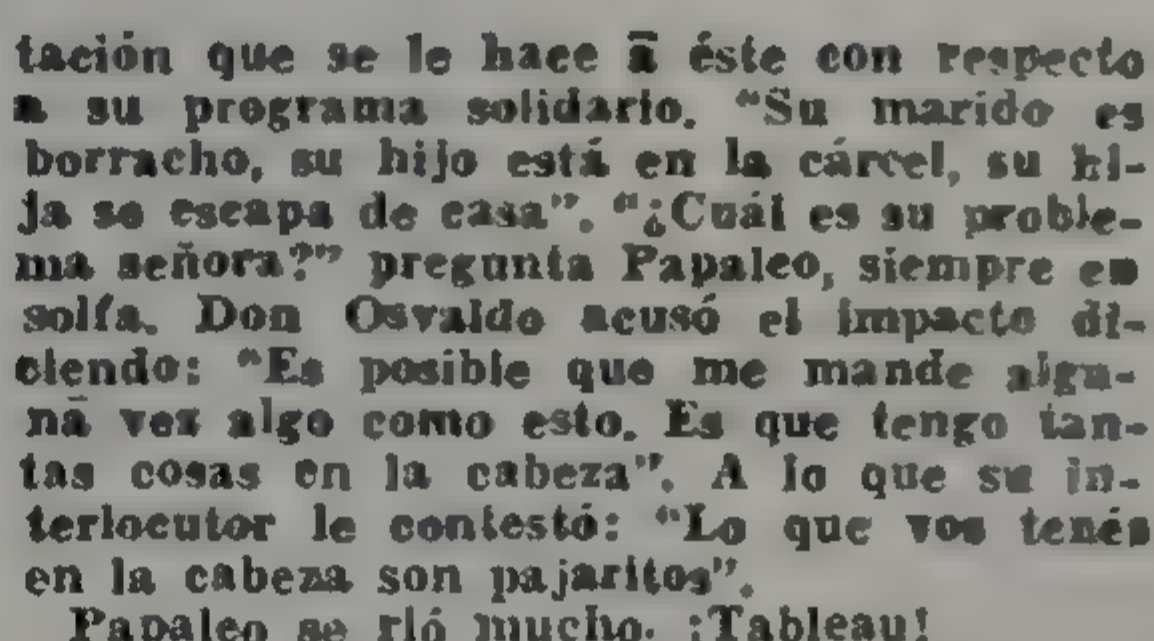 tación que se le hace a éste con respecto
a su programa solidario. "Su marido es
borracho, su hijo está en la cárcel, su hi-
ja se escapa de casa". "¿Cuál es su proble-
ma señora?" pregunta Papaleo, siempre en
solfa. Don Osvaldo acusó el impacto di-
ciendo: "Es posible que me mande algu-
na vez algo como esto. Es que tengo tan-
tas cosas en la cabeza". A lo que su in-
terlocutor le contestó: "Lo que vos tenés
en la cabeza son pajaritos".
Papaleo se rió mucho. ¡Tableau!